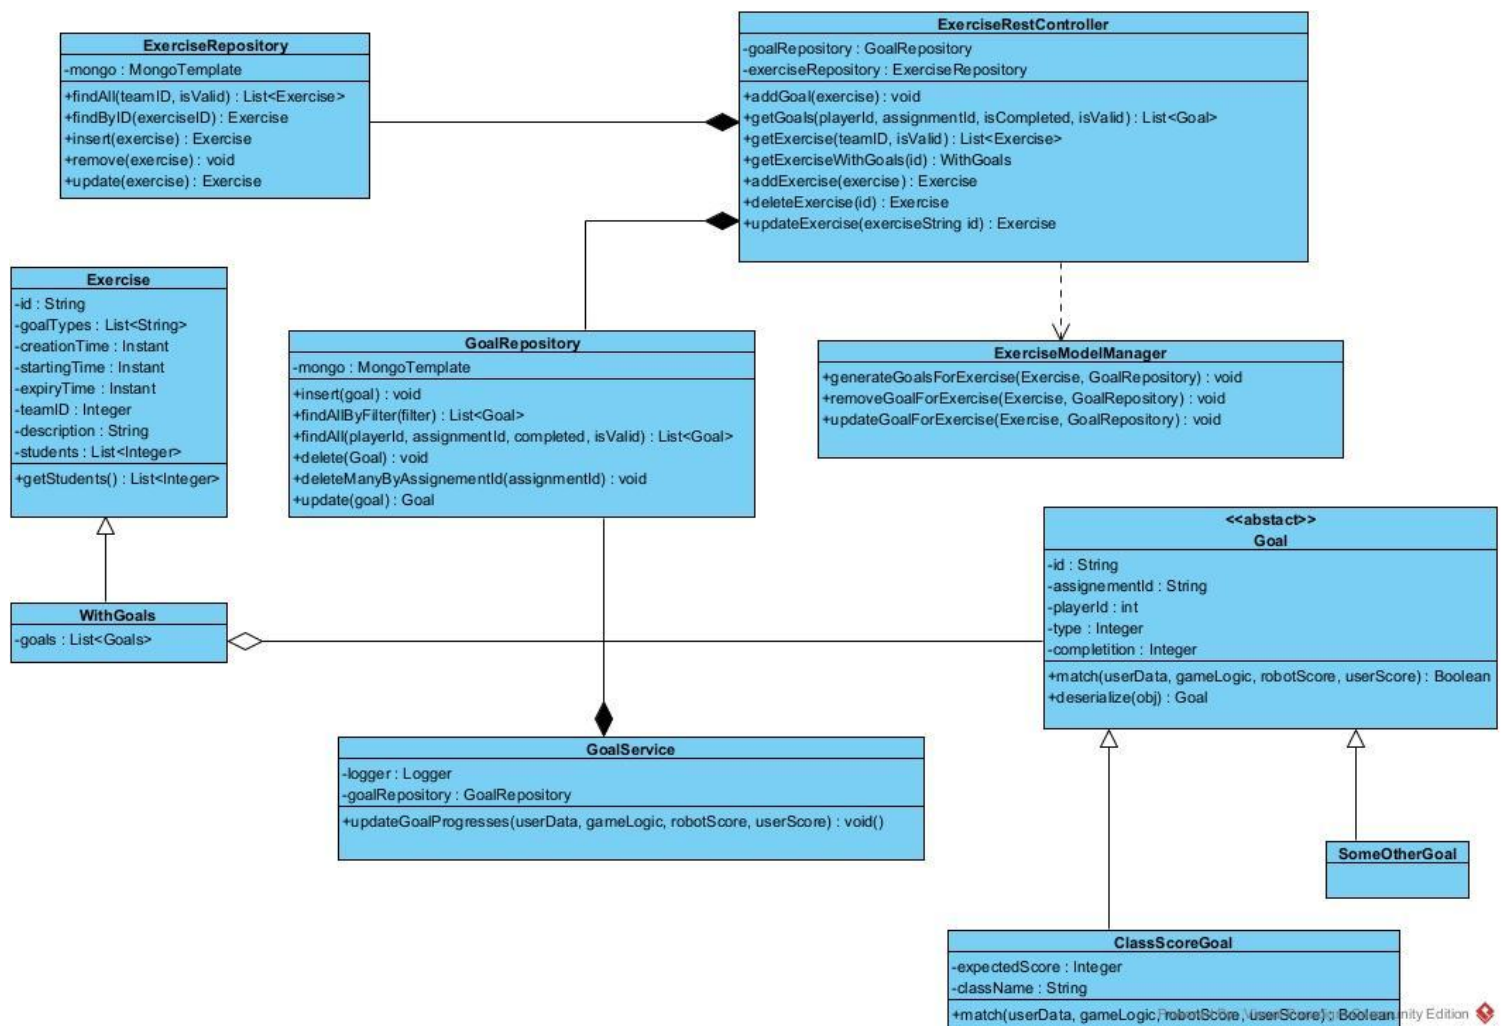 ExerciseRepository
-mongo : MongoTemplate
+findAll(teamID, isValid) : List<Exercise>
+findByID(exerciseID) : Exercise
+insert(exercise) : Exercise
+remove(exercise) : void
+update(exercise) : Exercise
ExerciseRestController
-goalRepository : GoalRepository
-exerciseRepository : ExerciseRepository
+addGoal(exercise) : void
+getGoals(playerId, assignmentId, isCompleted, isValid) : List<Goal>
+getExercise(teamID, isValid) : List<Exercise>
+getExerciseWithGoals(id) : WithGoals
+addExercise(exercise) : Exercise
+deleteExercise(id) : Exercise
+updateExercise(exerciseString id) : Exercise
Exercise
-id : String
-goalTypes : List<String>
-creationTime : Instant
-startingTime : Instant
-expiryTime : Instant
-teamID : Integer
-description : String
-students : List<Integer>
+getStudents() : List<Integer>
GoalRepository
-mongo : MongoTemplate
+insert(goal) : void
+findAllByFilter(filter) : List<Goal>
+findAll(playerId, assignmentId, completed, isValid) : List<Goal>
+delete(Goal) : void
+deleteManyByAssignementId(assignmentId) : void
+update(goal) : Goal
ExerciseModelManager
+generateGoalsForExercise(Exercise, GoalRepository) : void
+removeGoalForExercise(Exercise, GoalRepository) : void
+updateGoalForExercise(Exercise, GoalRepository) : void
WithGoals
-goals : List<Goals>
<<abstact>>
Goal
-id : String
-assignementId : String
-playerId : int
-type : Integer
-completition : Integer
+match(userData, gameLogic, robotScore, userScore) : Boolean
+deserialize(obj) : Goal
GoalService
-logger : Logger
-goalRepository : GoalRepository
+updateGoalProgresses(userData, gameLogic, robotScore, userScore) : void()
SomeOtherGoal
ClassScoreGoal
-expectedScore : Integer
-className : String
+match(userData, gameLogic, robotScore, userScore) : Boolean
Edition